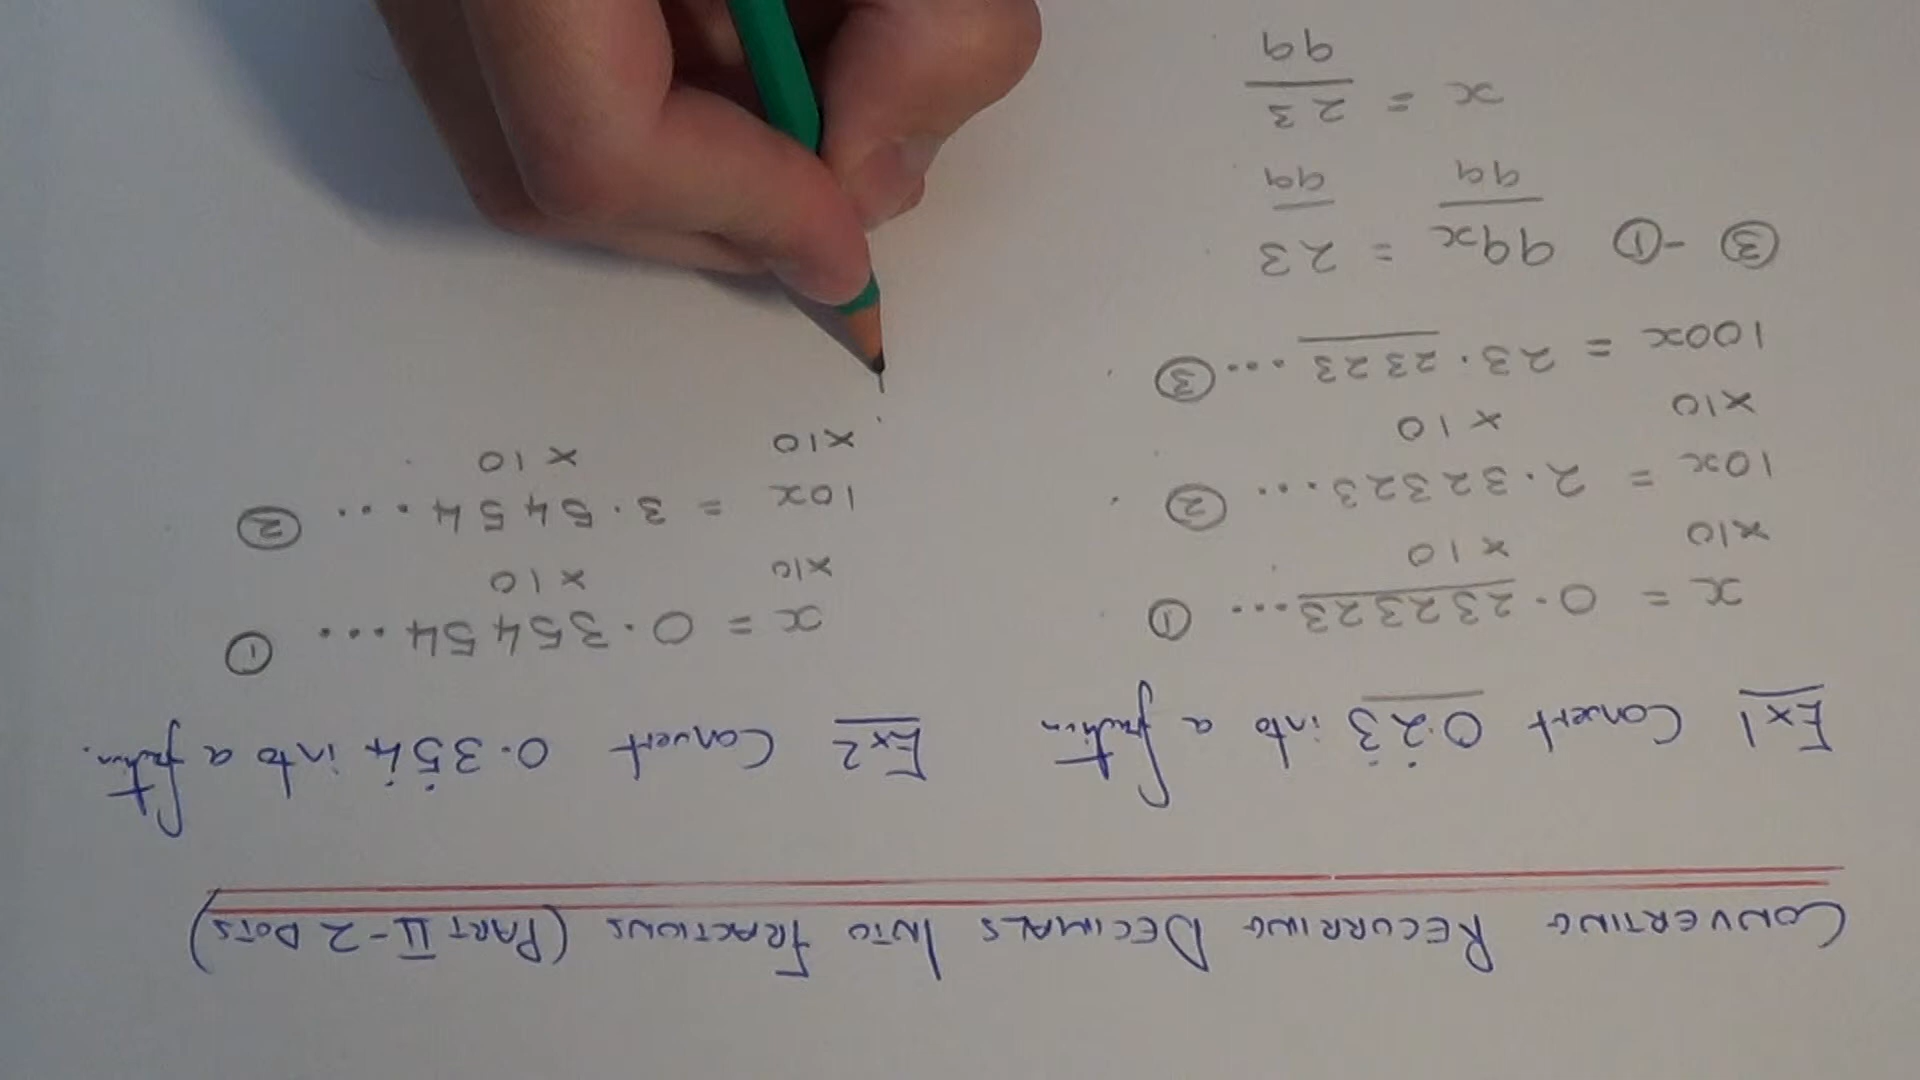 CONVERTING RECURRING DECIMALS INTO FRACTIONS (PART II - 2 DOTS)
Ex1 Convert 0.2̇3̇ into a fraction
x = 0.232323... ①
×10 ×10
10x = 2.32323... ②
×10 ×10
100x = 23.2323... ③
③-① 99x = 23
99 99
x = 23
99
Ex2 Convert 0.35̇4̇ into a fraction.
x = 0.35454... ①
×10 ×10
10x = 3.5454... ②
×10 ×10
1